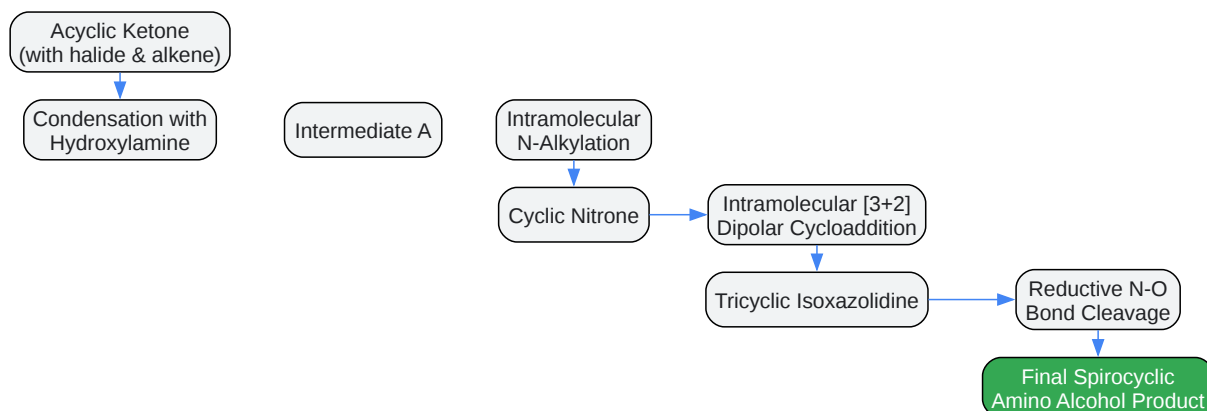 Acyclic Ketone
(with halide & alkene)
Condensation with
Hydroxylamine
Intermediate A
Intramolecular
N-Alkylation
Cyclic Nitrone
Intramolecular [3+2]
Dipolar Cycloaddition
Tricyclic Isoxazolidine
Reductive N-O
Bond Cleavage
Final Spirocyclic
Amino Alcohol Product